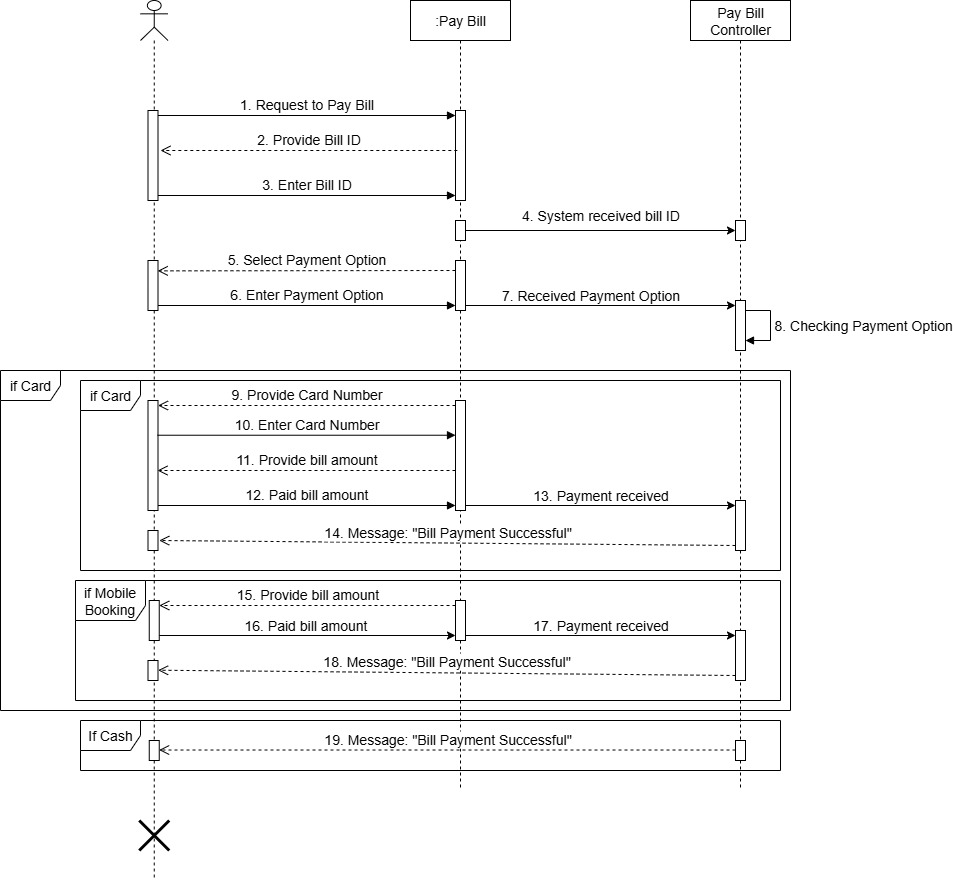 :Pay Bill
Pay Bill
Controller
1. Request to Pay Bill
2. Provide Bill ID
3. Enter Bill ID
4. System received bill ID
5. Select Payment Option
6. Enter Payment Option
7. Received Payment Option
8. Checking Payment Option
if Card
if Card
9. Provide Card Number
10. Enter Card Number
11. Provide bill amount
12. Paid bill amount
13. Payment received
14. Message: "Bill Payment Successful"
if Mobile
Booking
15. Provide bill amount
16. Paid bill amount
17. Payment received
18. Message: "Bill Payment Successful"
If Cash
19. Message: "Bill Payment Successful"